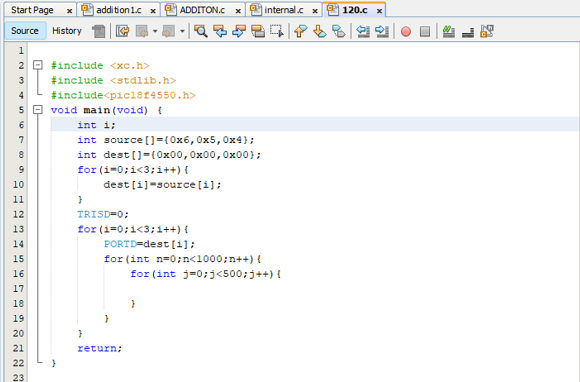 Start Page addition1.c ADDITON.c internal.c 120.c
Source History
1
2 #include <xc.h>
3 #include <stdlib.h>
4 #include<pic18f4550.h>
5 void main(void) {
6 int i;
7 int source[]={0x6,0x5,0x4};
8 int dest[]={0x00,0x00,0x00};
9 for(i=0;i<3;i++){
10 dest[i]=source[i];
11 }
12 TRISD=0;
13 for(i=0;i<3;i++){
14 PORTD=dest[i];
15 for(int n=0;n<1000;n++){
16 for(int j=0;j<500;j++){
17
18 }
19 }
20 }
21 return;
22 }
23